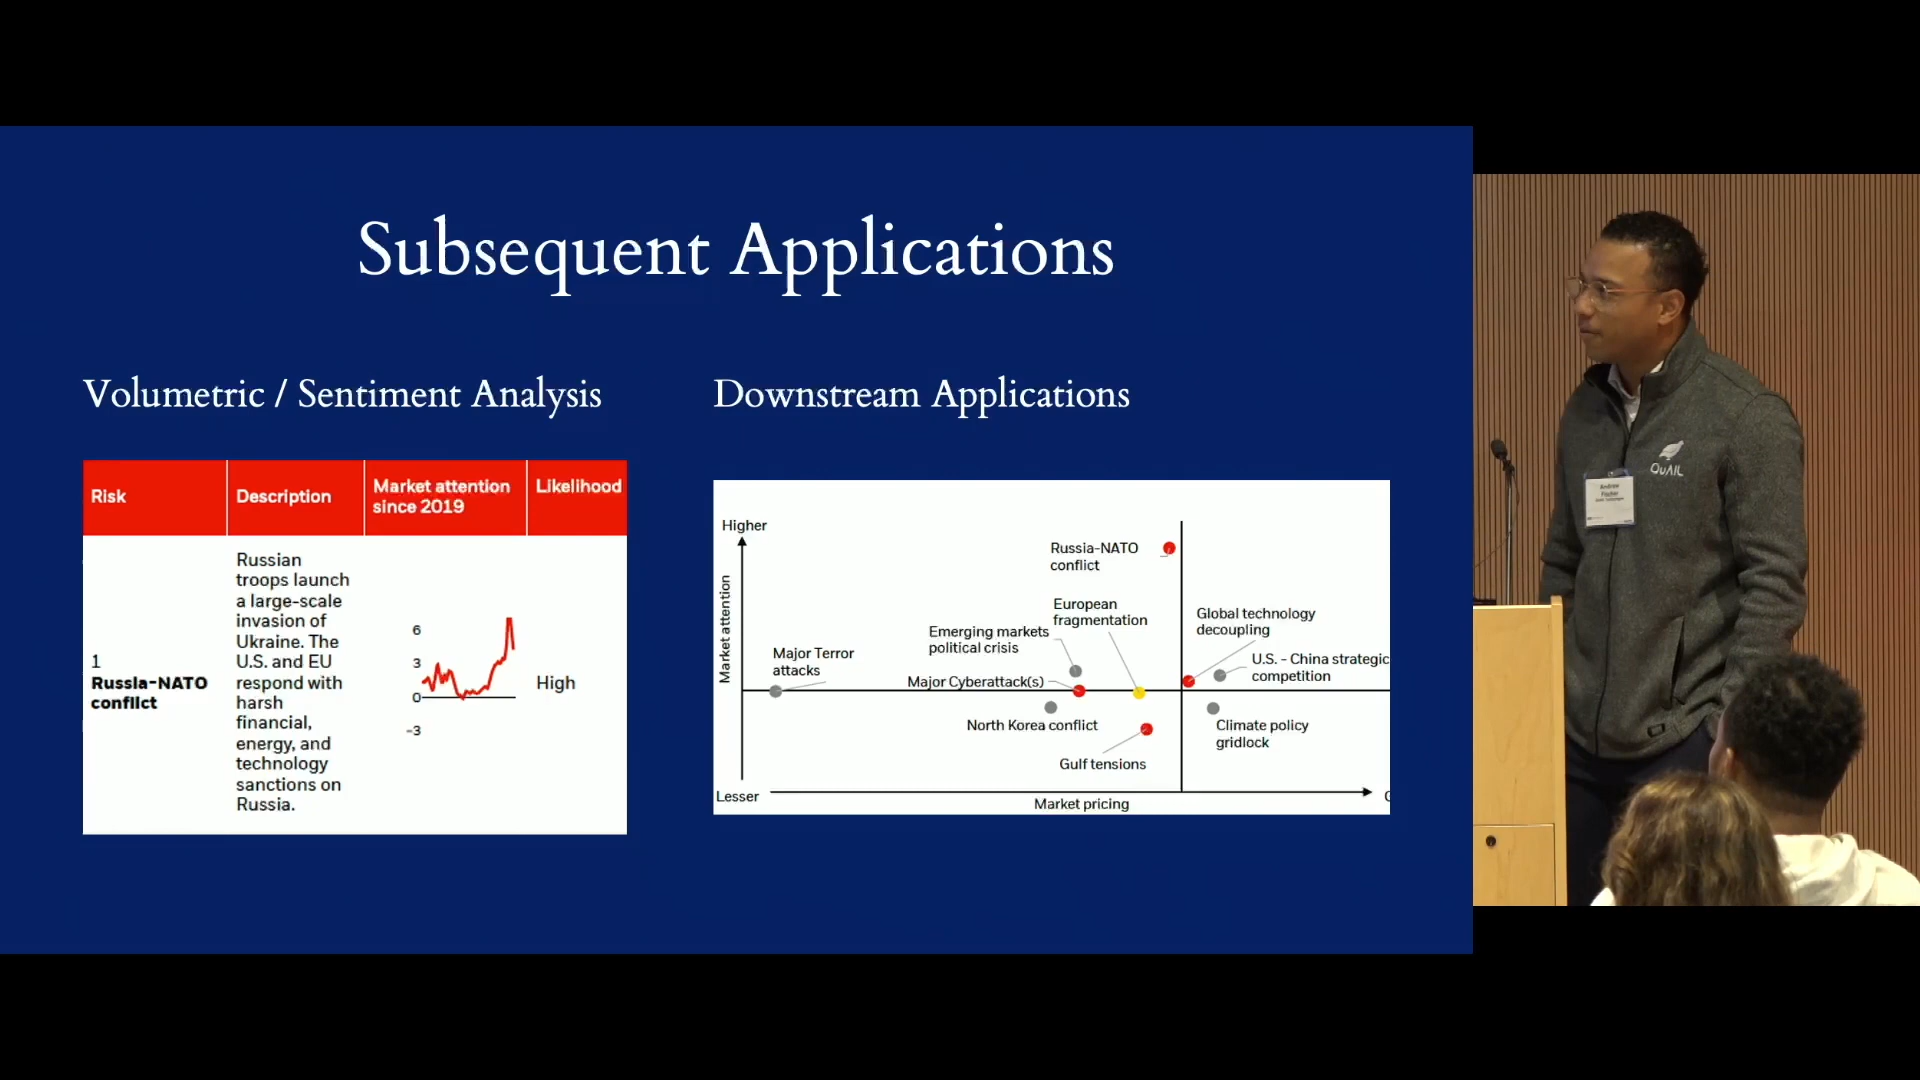 Subsequent Applications
Volumetric / Sentiment Analysis
Risk
Description
Market attention
since 2019
Likelihood
1
Russia-NATO
conflict
Russian
troops launch
a large-scale
invasion of
Ukraine. The
U.S. and EU
respond with
harsh
financial,
energy, and
technology
sanctions on
Russia.
6
3
0
-3
High
Downstream Applications
Higher
Market attention
Lesser
Market pricing
Russia-NATO
conflict
European
fragmentation
Global technology
decoupling
Emerging markets
political crisis
Major Terror
attacks
U.S. - China strategic
competition
Major Cyberattack(s)
North Korea conflict
Climate policy
gridlock
Gulf tensions
QUAIL
Andrew